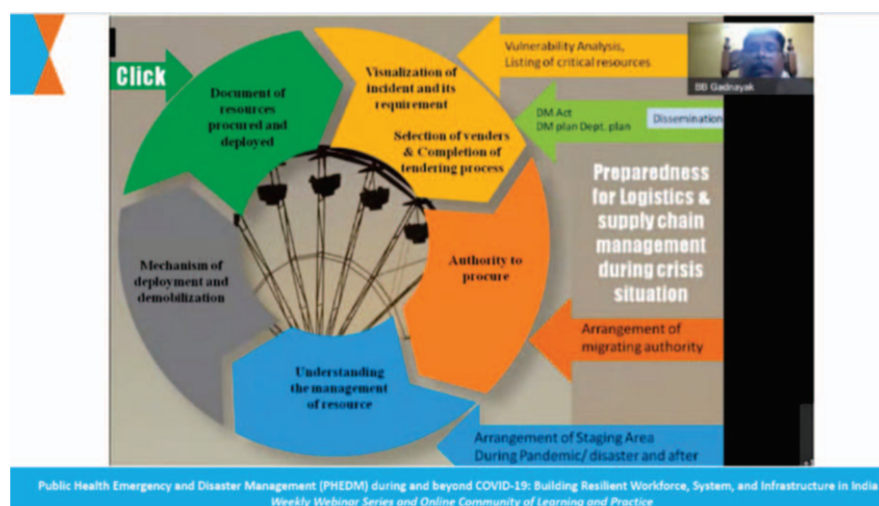 Click
Document of
resources
procured and
deployed
Visualization of
incident and its
requirement
Selection of venders
& Completion of
tendering process
Authority to
procure
Understanding
the management
of resource
Mechanism of
deployment and
demobilization
Vulnerability Analysis,
Listing of critical resources
BB Gadnayak
DM Act
DM plan Dept. plan
Dissemination
Preparedness
for Logistics &
supply chain
management
during crisis
situation
Arrangement of
migrating authority
Arrangement of Staging Area
During Pandemic/ disaster and after
Public Health Emergency and Disaster Management (PHEDM) during and beyond COVID-19: Building Resilient Workforce, System, and Infrastructure in India
Weekly Webinar Series and Online Community of Learning and Practice